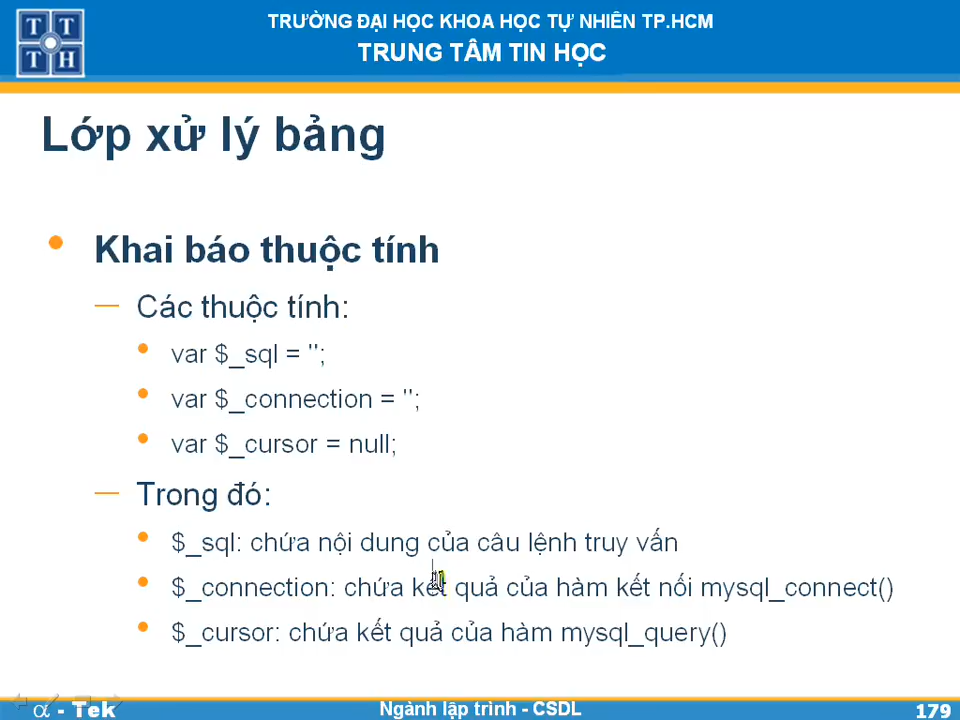 TRƯỜNG ĐẠI HỌC KHOA HỌC TỰ NHIÊN TP.HCM
TRUNG TÂM TIN HỌC
T T
T H
Lớp xử lý bảng
• Khai báo thuộc tính
— Các thuộc tính:
• var $_sql = '';
• var $_connection = '';
• var $_cursor = null;
— Trong đó:
• $_sql: chứa nội dung của câu lệnh truy vấn
• $_connection: chứa kết quả của hàm kết nối mysql_connect()
• $_cursor: chứa kết quả của hàm mysql_query()
α - Tek
Ngành lập trình - CSDL
179